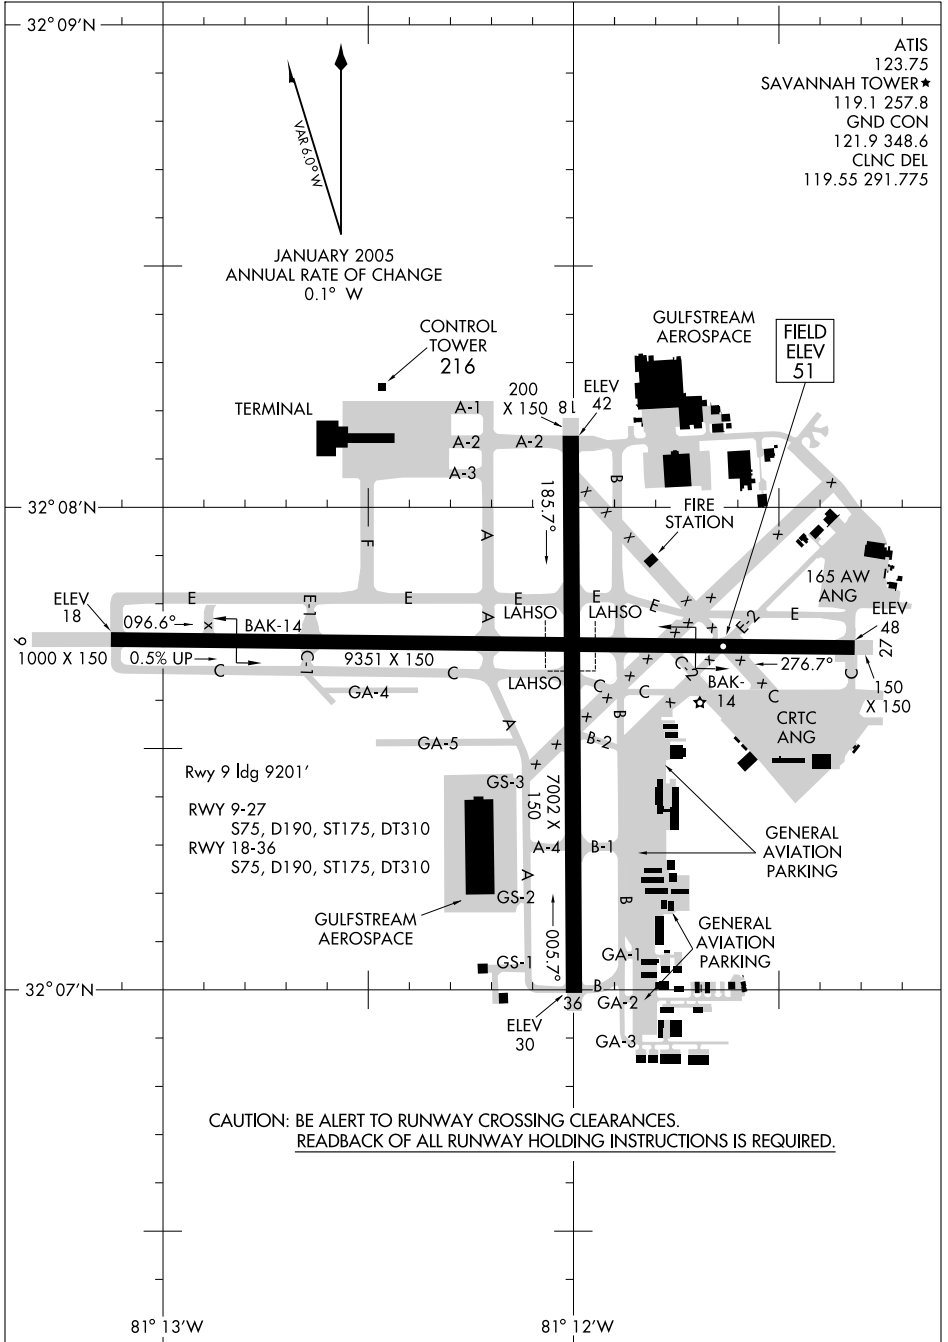 32°09'N
ATIS
123.75
SAVANNAH TOWER★
119.1 257.8
GND CON
121.9 348.6
CLNC DEL
119.55 291.775
VAR 6.0° W
JANUARY 2005
ANNUAL RATE OF CHANGE
0.1° W
GULFSTREAM
AEROSPACE
FIELD
ELEV
51
CONTROL
TOWER
216
200
X 150
18
ELEV
42
TERMINAL
A-1
A-2
A-2
A-3
B
185.7°
32°08'N
FIRE
STATION
F
A
165 AW
ANG
ELEV
18
E
E-1
E
E
E
E-2
E
ELEV
48
096.6°
BAK-14
A
LAHSO
LAHSO
9
27
1000 X 150
0.5% UP
9351 X 150
276.7°
C
C-1
C
LAHSO
C
C
C-2
BAK-
14
C
C
150
X 150
GA-4
A
B
B-2
CRTC
ANG
GA-5
Rwy 9 ldg 9201'
GS-3
7002 X
150
RWY 9-27
S75, D190, ST175, DT310
RWY 18-36
S75, D190, ST175, DT310
A-4
B-1
GENERAL
AVIATION
PARKING
A
B
GS-2
GULFSTREAM
AEROSPACE
005.7°
GENERAL
AVIATION
PARKING
GS-1
GA-1
32°07'N
B
36
GA-2
ELEV
30
GA-3
CAUTION: BE ALERT TO RUNWAY CROSSING CLEARANCES.
READBACK OF ALL RUNWAY HOLDING INSTRUCTIONS IS REQUIRED.
81° 13'W
81° 12'W